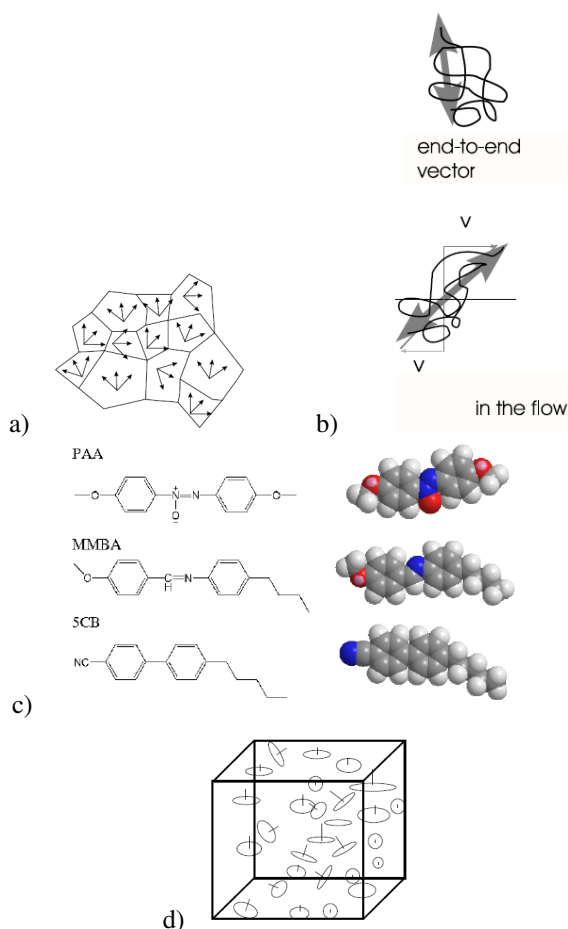 end-to-end
vector
v
v
a)
b)
in the flow
PAA
O
N
+
N
O
-
O
MMBA
O
C
H
N
5CB
NC
c)
d)